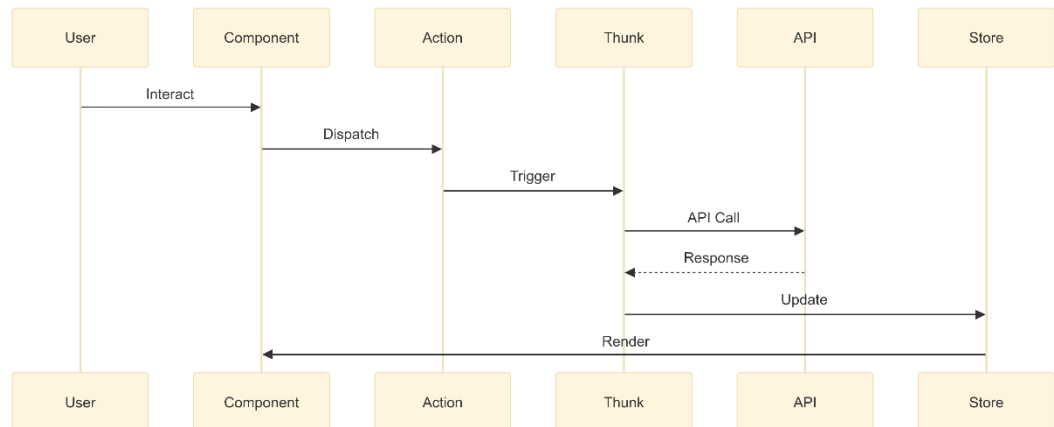 User Component Action Thunk API Store
Interact
Dispatch
Trigger
API Call
Response
Update
Render
User Component Action Thunk API Store